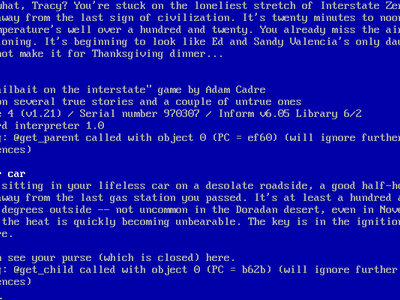 what, Tracy? You're stuck on the loneliest stretch of Interstate Ze
away from the last sign of civilization. It's twenty minutes to noon
mperature's well over a hundred and twenty. You already miss the ai
ioning. It's beginning to look like Ed and Sandy Valencia's only dau
not make it for Thanksgiving dinner...
ailbait on the interstate" game by Adam Cadre
on several true stories and a couple of untrue ones
e 4 (v1.21) / Serial number 970307 / Inform v6.05 Library 6/2
rd interpreter 1.0
g: @get_parent called with object 0 (PC = ef60) (will ignore further
ences)
r car
sitting in your lifeless car on a desolate roadside, a good half-ho
away from the last gas station you passed. It's at least a hundred a
degrees outside -- not uncommon in the Doradan desert, even in Nove
the heat is quickly becoming unbearable. The key is in the ignition
re.
n see your purse (which is closed) here.
g: @get_child called with object 0 (PC = b62b) (will ignore further
ences)